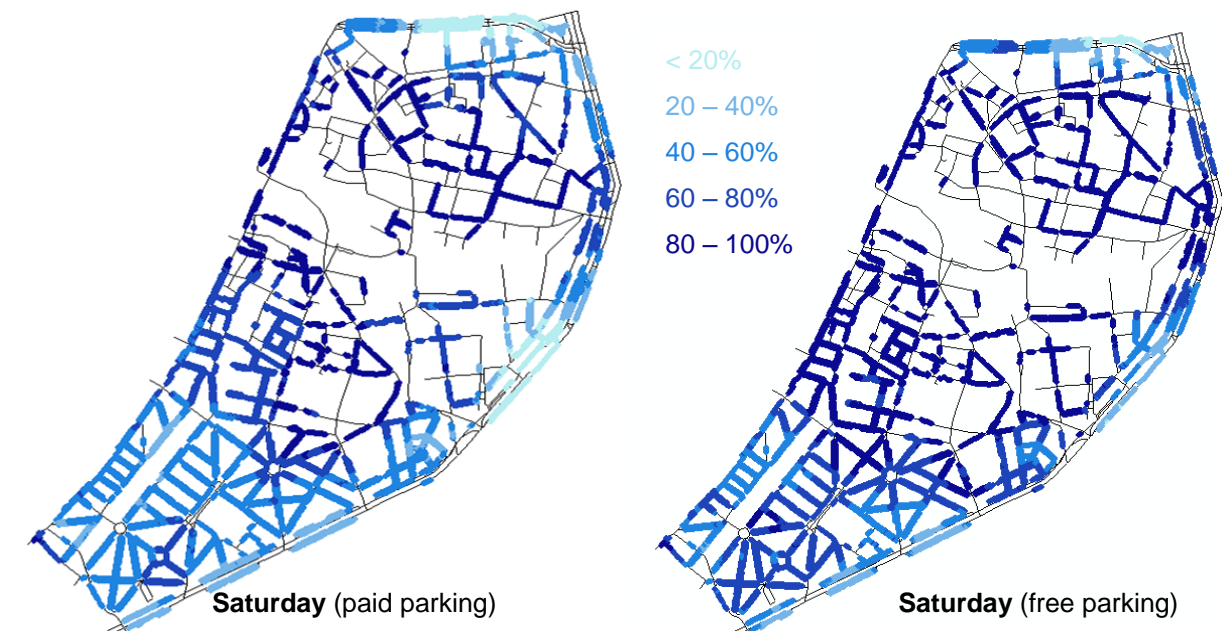 < 20%
20 – 40%
40 – 60%
60 – 80%
80 – 100%
Saturday (paid parking)
Saturday (free parking)